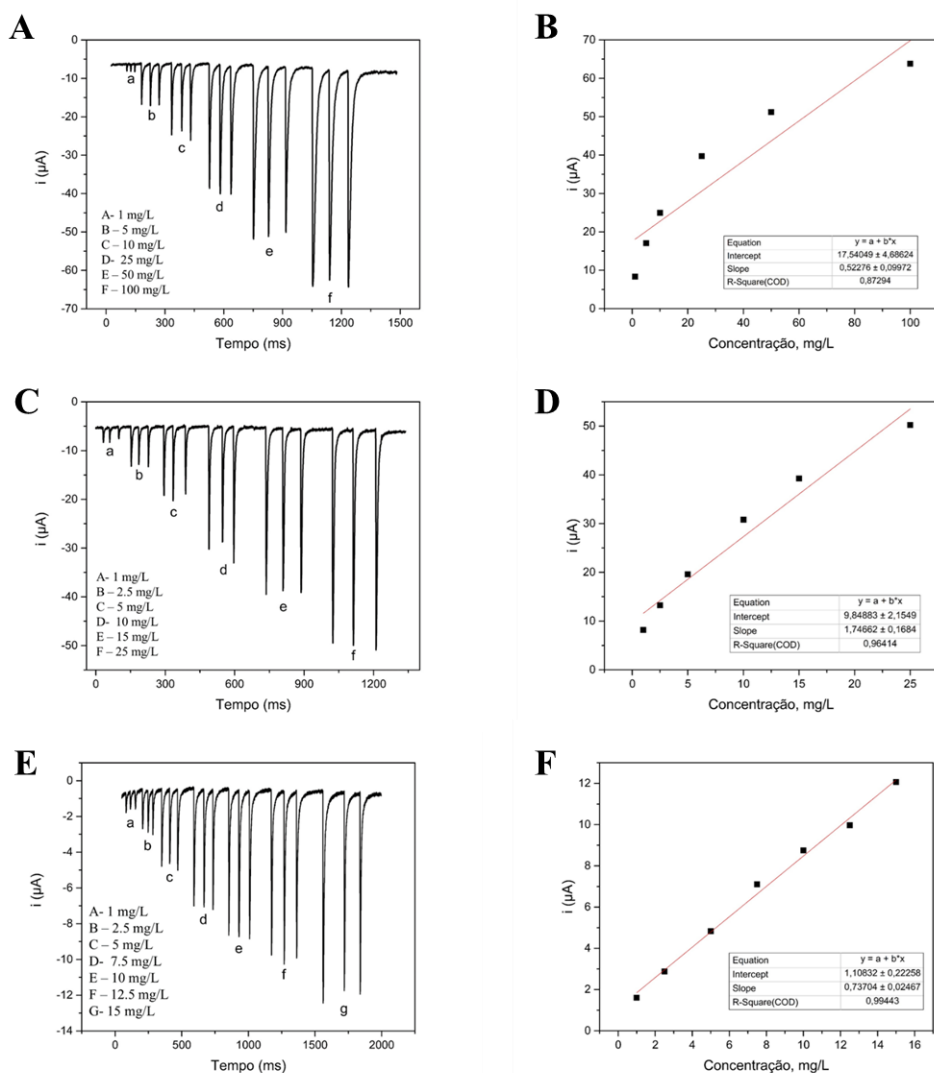 A
0
-10
-20
-30
-40
-50
-60
-70
i (µA)
a
b
c
d
e
f
A- 1 mg/L
B – 5 mg/L
C – 10 mg/L
D- 25 mg/L
E – 50 mg/L
F – 100 mg/L
0 300 600 900 1200 1500
Tempo (ms)
B
70
60
50
40
30
20
10
0
i (µA)
Equation y = a + b*x
Intercept 17,54049 ± 4,68624
Slope 0,52276 ± 0,09972
R-Square(COD) 0,87294
0 20 40 60 80 100
Concentração, mg/L
C
0
-10
-20
-30
-40
-50
i (µA)
a
b
c
d
e
f
A- 1 mg/L
B – 2.5 mg/L
C – 5 mg/L
D- 10 mg/L
E – 15 mg/L
F – 25 mg/L
0 300 600 900 1200
Tempo (ms)
D
50
40
30
20
10
0
i (µA)
Equation y = a + b*x
Intercept 9,84883 ± 2,1549
Slope 1,74662 ± 0,1684
R-Square(COD) 0,96414
0 5 10 15 20 25
Concentração, mg/L
E
0
-2
-4
-6
-8
-10
-12
-14
i (µA)
a
b
c
d
e
f
g
A- 1 mg/L
B – 2.5 mg/L
C – 5 mg/L
D- 7.5 mg/L
E – 10 mg/L
F – 12.5 mg/L
G- 15 mg/L
0 500 1000 1500 2000
Tempo (ms)
F
12
10
8
6
4
2
0
i (µA)
Equation y = a + b*x
Intercept 1,10832 ± 0,22258
Slope 0,73704 ± 0,02467
R-Square(COD) 0,99443
0 2 4 6 8 10 12 14 16
Concentração, mg/L